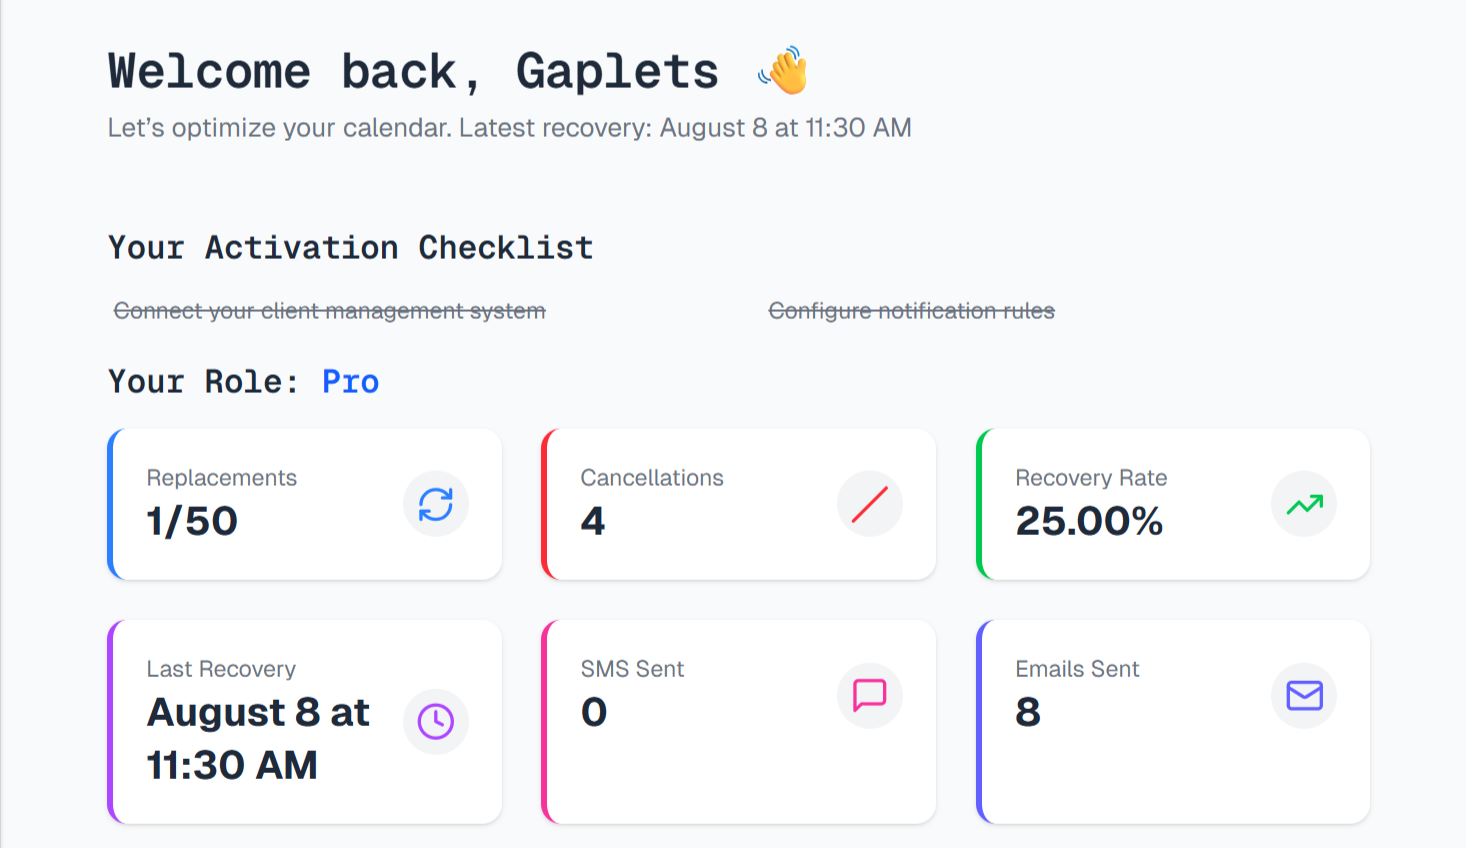 Welcome back, Gaplets 👋
Let’s optimize your calendar. Latest recovery: August 8 at 11:30 AM
Your Activation Checklist
Connect your client management system
Configure notification rules
Your Role: Pro
Replacements
1/50
Cancellations
4
Recovery Rate
25.00%
Last Recovery
August 8 at
11:30 AM
SMS Sent
0
Emails Sent
8